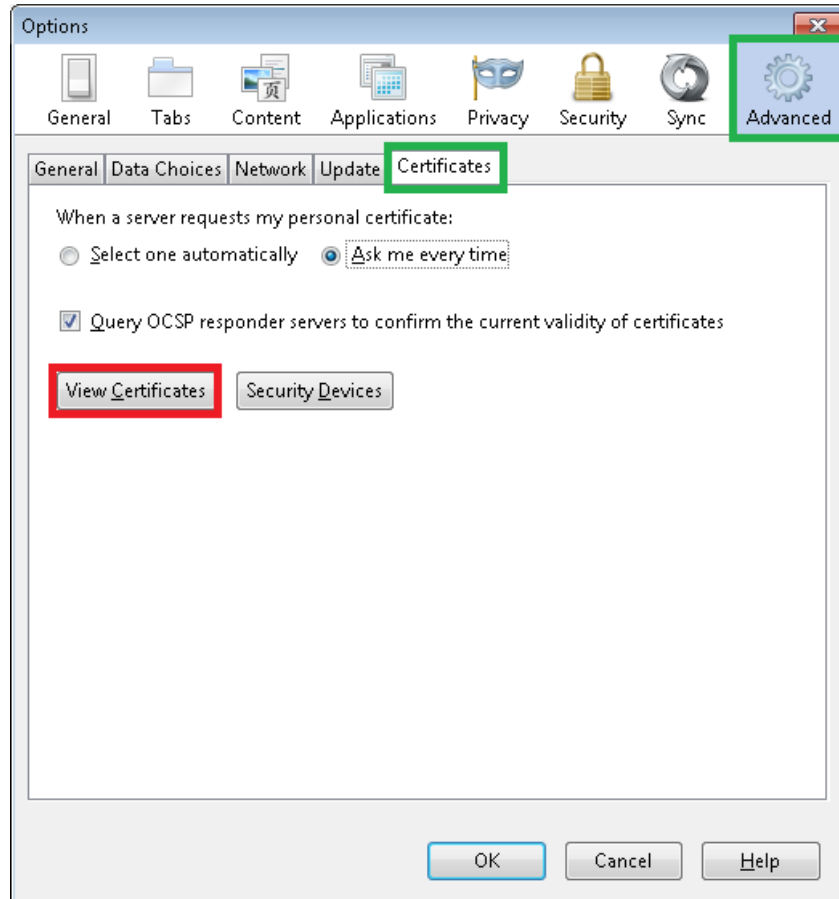 Options
General Tabs Content Applications Privacy Security Sync Advanced
General Data Choices Network Update Certificates
When a server requests my personal certificate:
Select one automatically Ask me every time
Query OCSP responder servers to confirm the current validity of certificates
View Certificates Security Devices
OK Cancel Help
页